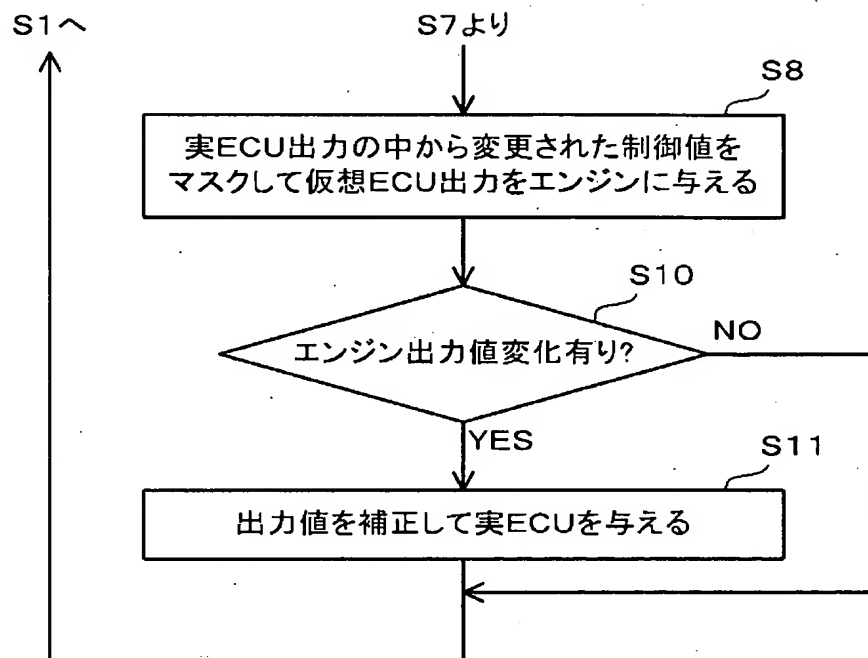 S1へ
S7より
S8
実ECU出力の中から変更された制御値を
マスクして仮想ECU出力をエンジンに与える
S10
エンジン出力値変化有り?
NO
YES
S11
出力値を補正して実ECUを与える